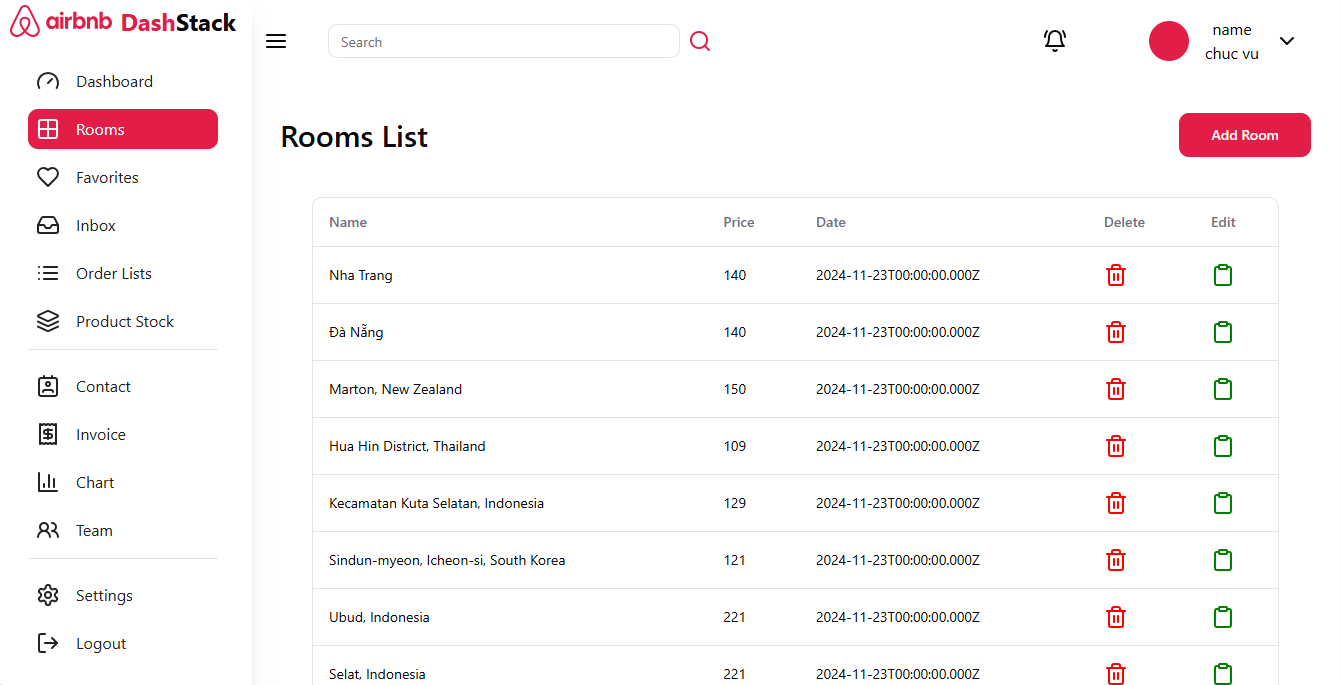 airbnb DashStack
Search
name
chuc vu
Dashboard
Rooms
Favorites
Inbox
Order Lists
Product Stock
Contact
Invoice
Chart
Team
Settings
Logout
Rooms List
Add Room
Name Price Date Delete Edit
Nha Trang 140 2024-11-23T00:00:00.000Z
Đà Nẵng 140 2024-11-23T00:00:00.000Z
Marton, New Zealand 150 2024-11-23T00:00:00.000Z
Hua Hin District, Thailand 109 2024-11-23T00:00:00.000Z
Kecamatan Kuta Selatan, Indonesia 129 2024-11-23T00:00:00.000Z
Sindun-myeon, Icheon-si, South Korea 121 2024-11-23T00:00:00.000Z
Ubud, Indonesia 221 2024-11-23T00:00:00.000Z
Selat, Indonesia 221 2024-11-23T00:00:00.000Z